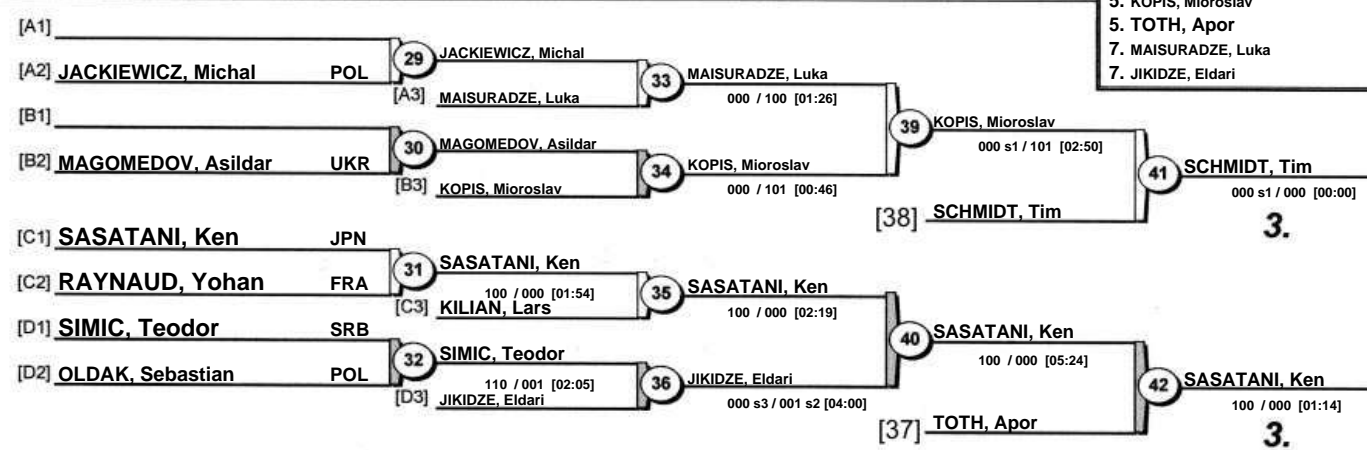 5. KOPIS, Mioroslav
5. TOTH, Apor
7. MAISURADZE, Luka
7. JIKIDZE, Eldari
[A1]
[A2] JACKIEWICZ, Michal POL
29
JACKIEWICZ, Michal
[A3] MAISURADZE, Luka
33
MAISURADZE, Luka
000 / 100 [01:26]
[B1]
[B2] MAGOMEDOV, Asildar UKR
30
MAGOMEDOV, Asildar
[B3] KOPIS, Mioroslav
34
KOPIS, Mioroslav
000 / 101 [00:46]
39
KOPIS, Mioroslav
000 s1 / 101 [02:50]
[38] SCHMIDT, Tim
41
SCHMIDT, Tim
000 s1 / 000 [00:00]
3.
[C1] SASATANI, Ken JPN
[C2] RAYNAUD, Yohan FRA
31
SASATANI, Ken
100 / 000 [01:54]
[C3] KILIAN, Lars
35
SASATANI, Ken
100 / 000 [02:19]
[D1] SIMIC, Teodor SRB
[D2] OLDAK, Sebastian POL
32
SIMIC, Teodor
110 / 001 [02:05]
[D3] JIKIDZE, Eldari
36
JIKIDZE, Eldari
000 s3 / 001 s2 [04:00]
40
SASATANI, Ken
100 / 000 [05:24]
[37] TOTH, Apor
42
SASATANI, Ken
100 / 000 [01:14]
3.